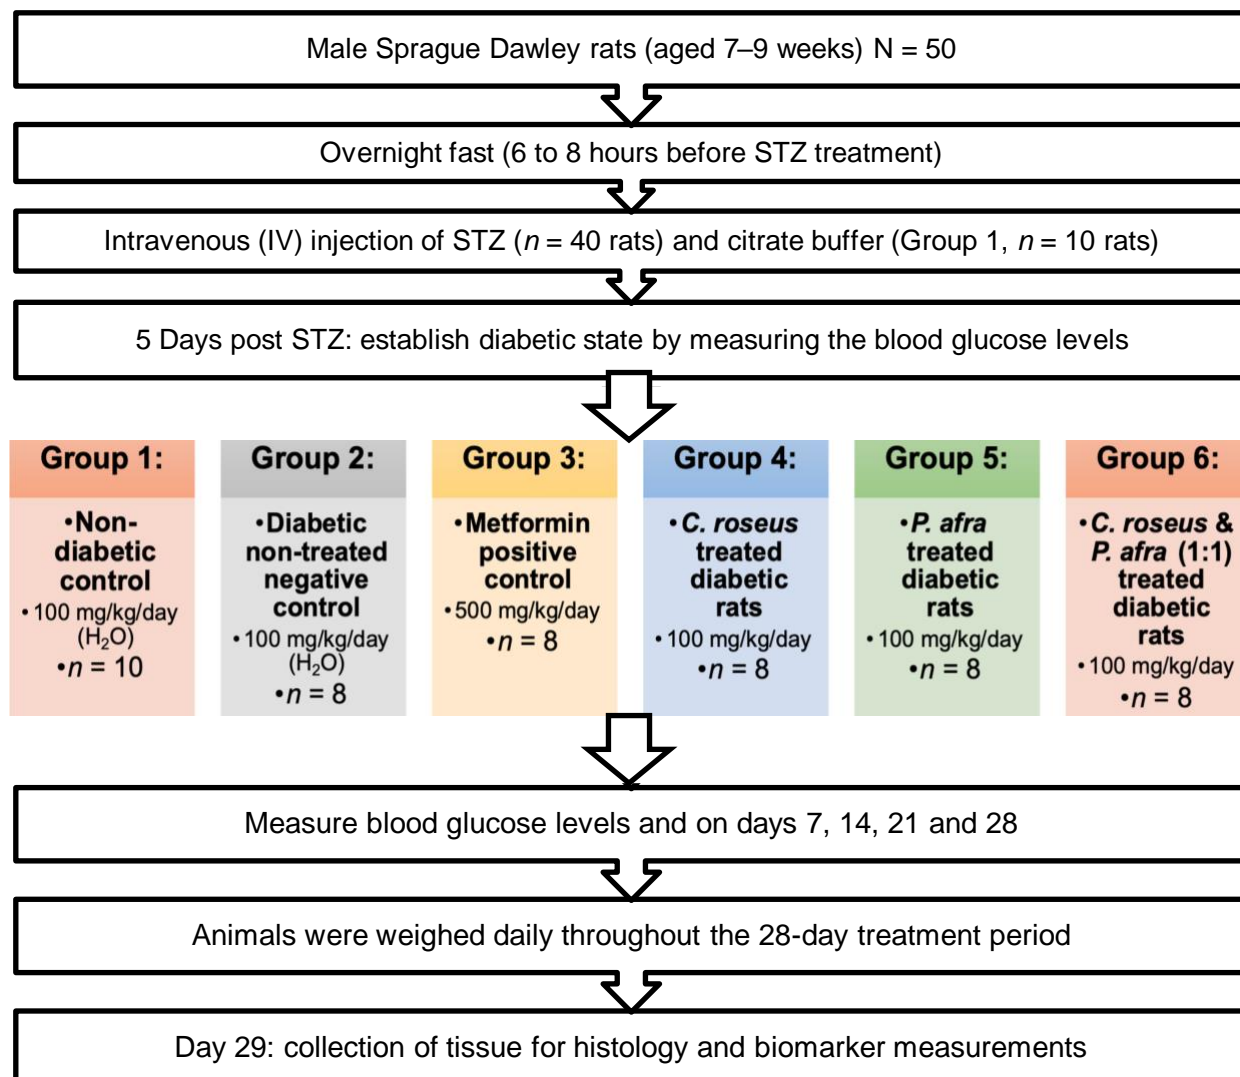 Male Sprague Dawley rats (aged 7–9 weeks) N = 50
Overnight fast (6 to 8 hours before STZ treatment)
Intravenous (IV) injection of STZ (n = 40 rats) and citrate buffer (Group 1, n = 10 rats)
5 Days post STZ: establish diabetic state by measuring the blood glucose levels
Group 1:
•Non-
diabetic
control
•100 mg/kg/day
(H₂O)
•n = 10
Group 2:
•Diabetic
non-treated
negative
control
•100 mg/kg/day
(H₂O)
•n = 8
Group 3:
•Metformin
positive
control
•500 mg/kg/day
•n = 8
Group 4:
•C. roseus
treated
diabetic
rats
•100 mg/kg/day
•n = 8
Group 5:
•P. afra
treated
diabetic
rats
•100 mg/kg/day
•n = 8
Group 6:
•C. roseus &
P. afra (1:1)
treated
diabetic
rats
•100 mg/kg/day
•n = 8
Measure blood glucose levels and on days 7, 14, 21 and 28
Animals were weighed daily throughout the 28-day treatment period
Day 29: collection of tissue for histology and biomarker measurements